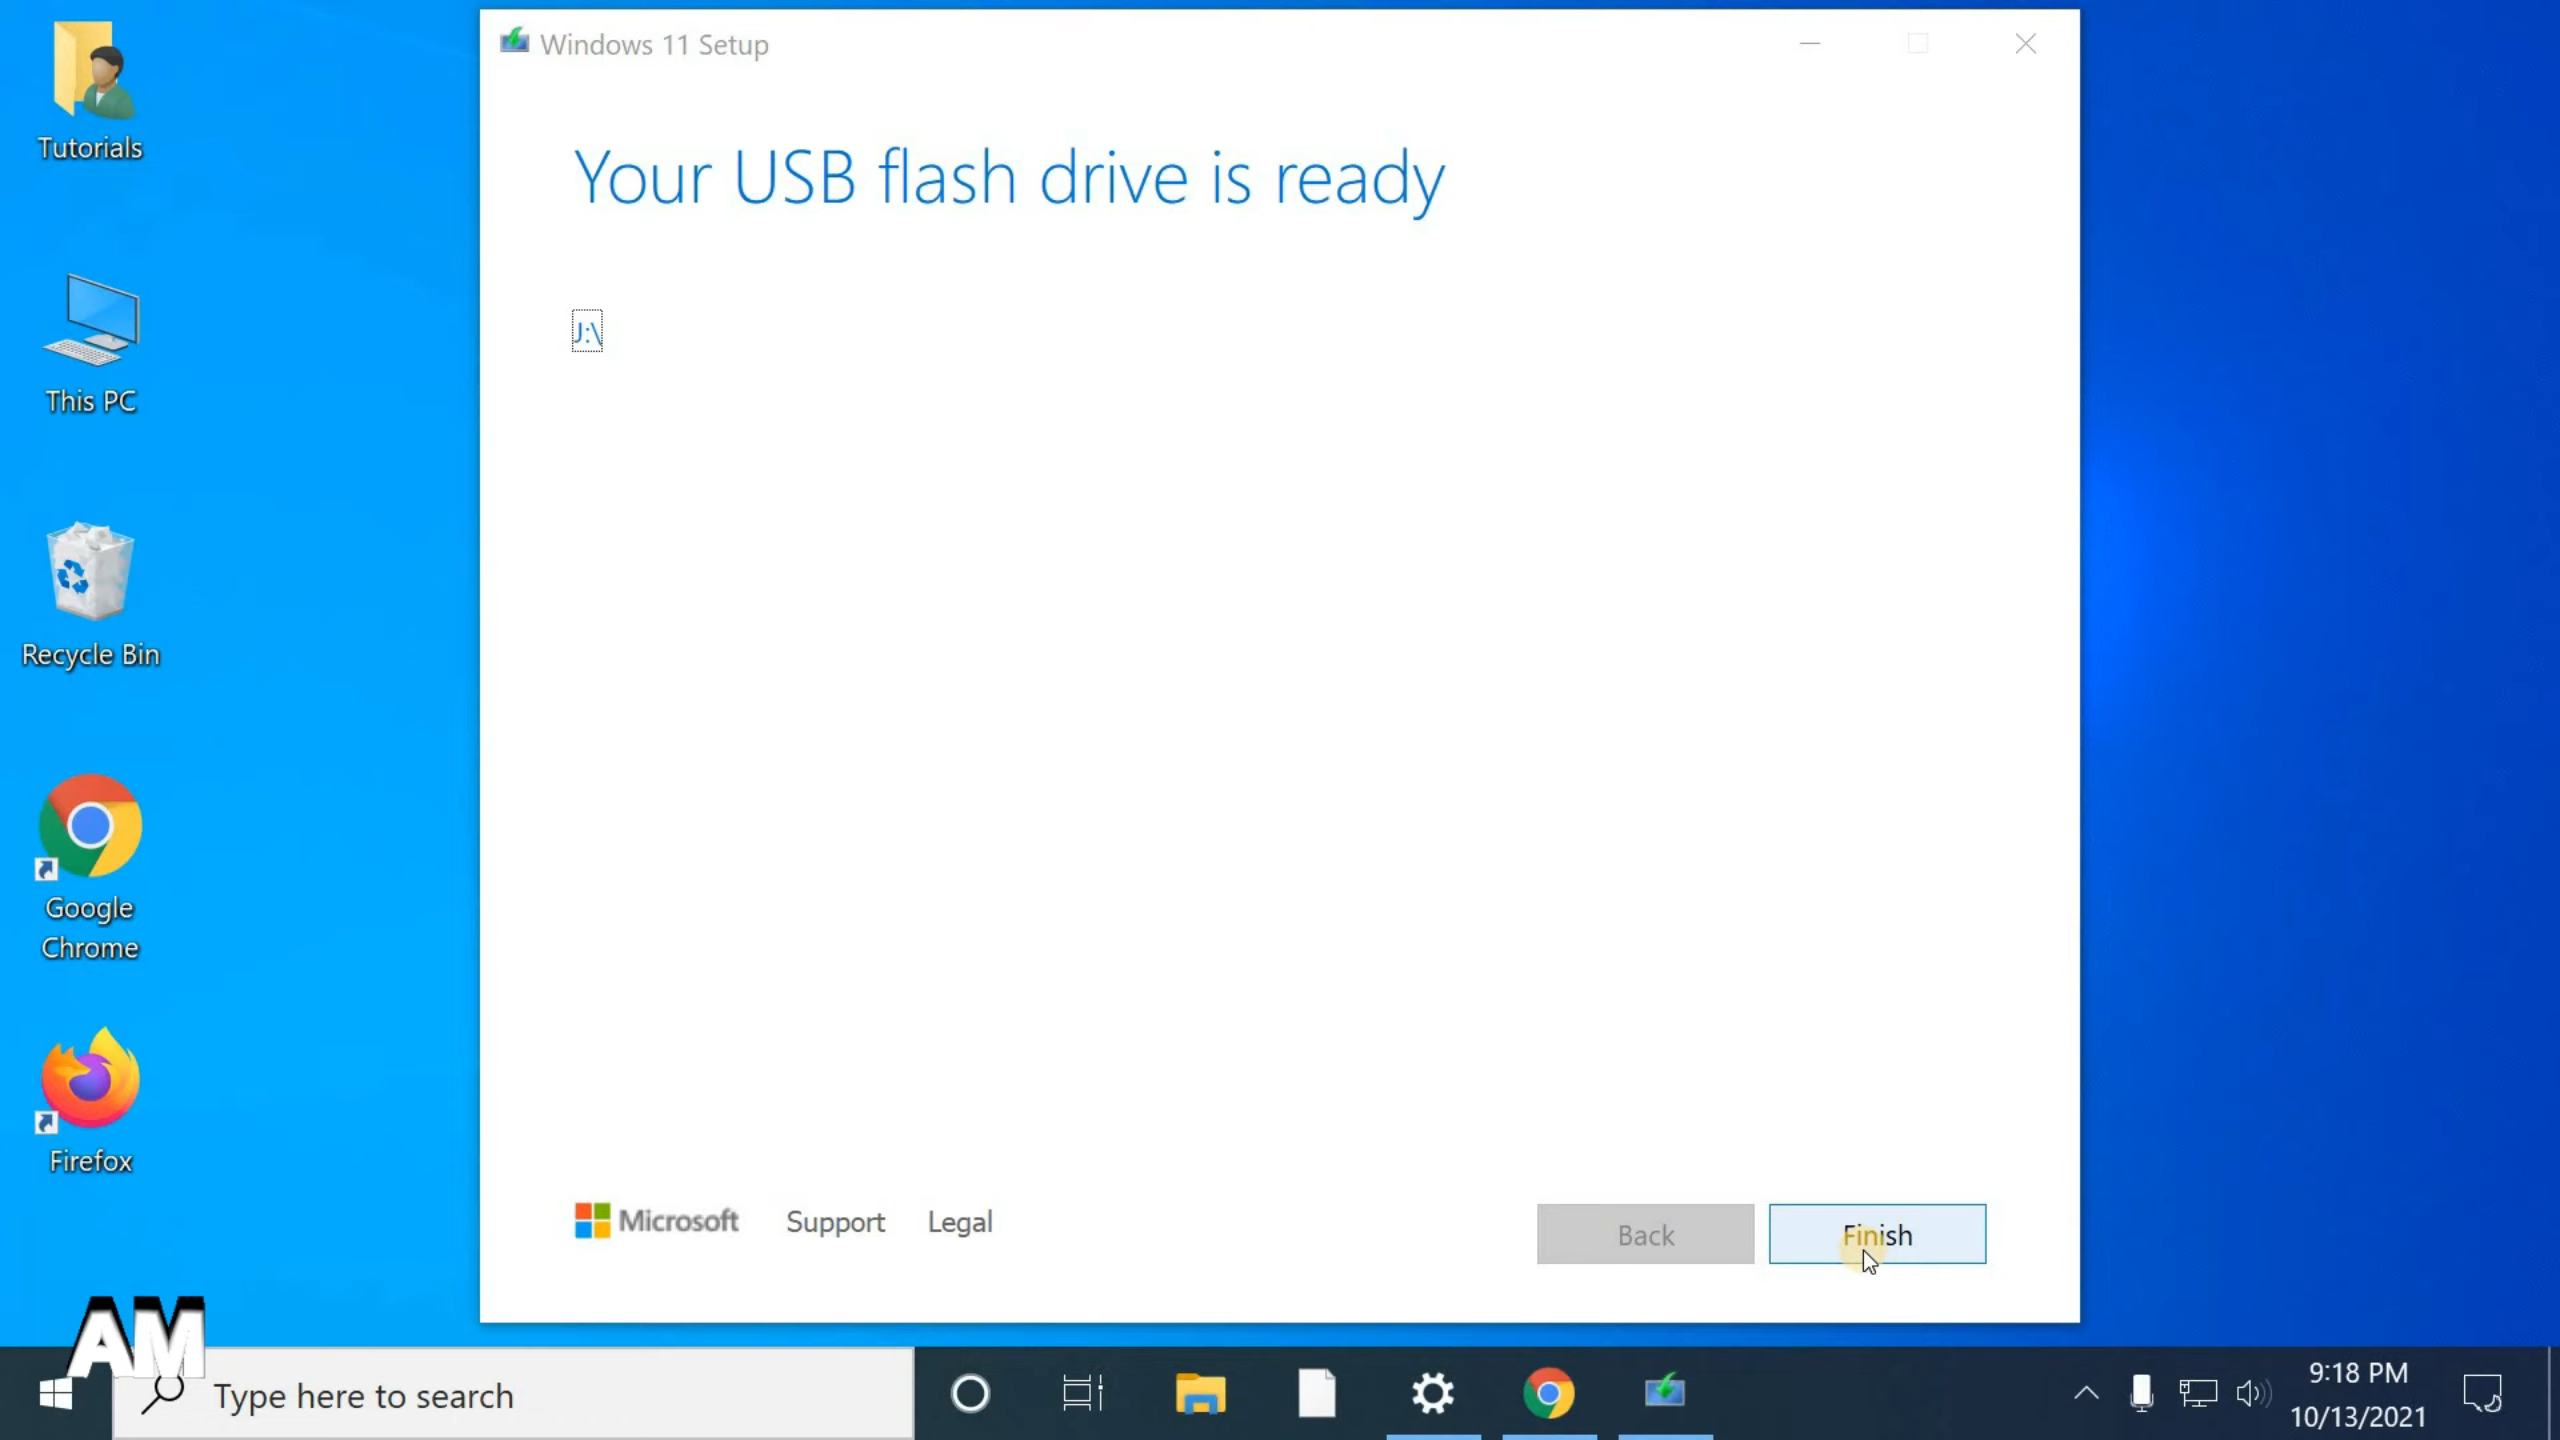 Tutorials
This PC
Recycle Bin
Google
Chrome
Firefox
Windows 11 Setup
Your USB flash drive is ready
J:\
Microsoft
Support
Legal
Back
Finish
AM
Type here to search
9:18 PM
10/13/2021